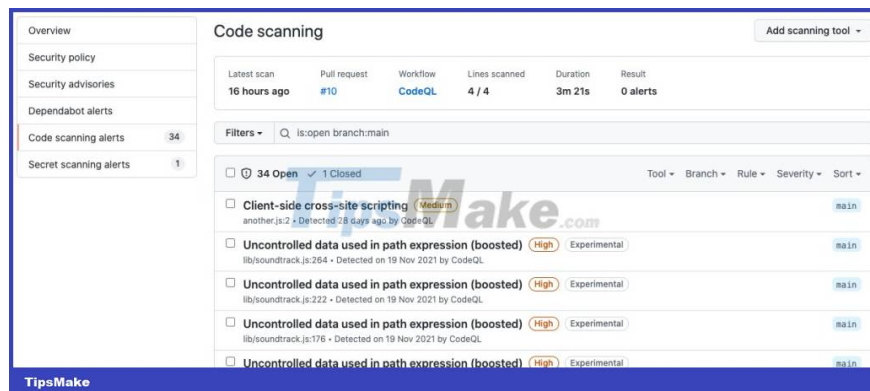 Overview
Security policy
Security advisories
Dependabot alerts
Code scanning alerts 34
Secret scanning alerts 1
Code scanning
Add scanning tool
Latest scan Pull request Workflow Lines scanned Duration Result
16 hours ago #10 CodeQL 4 / 4 3m 21s 0 alerts
Filters is:open branch:main
34 Open 1 Closed Tool Branch Rule Severity Sort
Client-side cross-site scripting Medium main
another.js:2 • Detected 28 days ago by CodeQL
Uncontrolled data used in path expression (boosted) High Experimental main
lib/soundtrack.js:264 • Detected on 19 Nov 2021 by CodeQL
Uncontrolled data used in path expression (boosted) High Experimental main
lib/soundtrack.js:222 • Detected on 19 Nov 2021 by CodeQL
Uncontrolled data used in path expression (boosted) High Experimental main
lib/soundtrack.js:176 • Detected on 19 Nov 2021 by CodeQL
Uncontrolled data used in path expression (boosted) High Experimental main
TipsMake.com
TipsMake